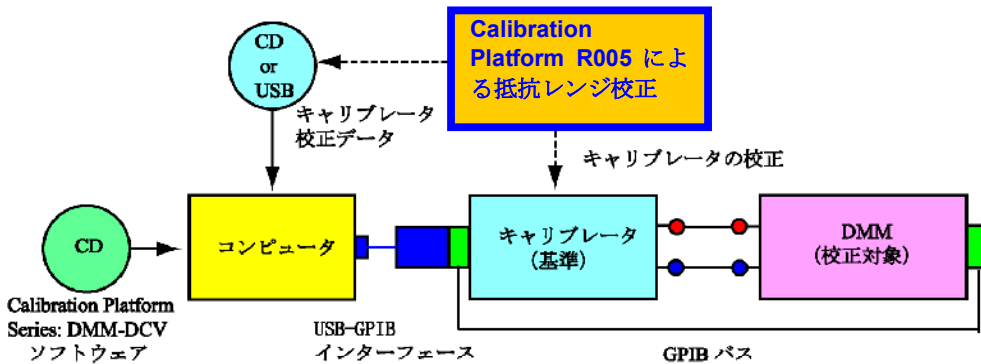 CD
or
USB
Calibration
Platform R005 によ
る抵抗レンジ校正
キャリブレータ
校正データ
キャリブレータの校正
CD
コンピュータ
キャリブレータ
(基準)
DMM
(校正対象)
Calibration Platform
Series: DMM-DCV
ソフトウェア
USB-GPIB
インターフェース
GPIB バス